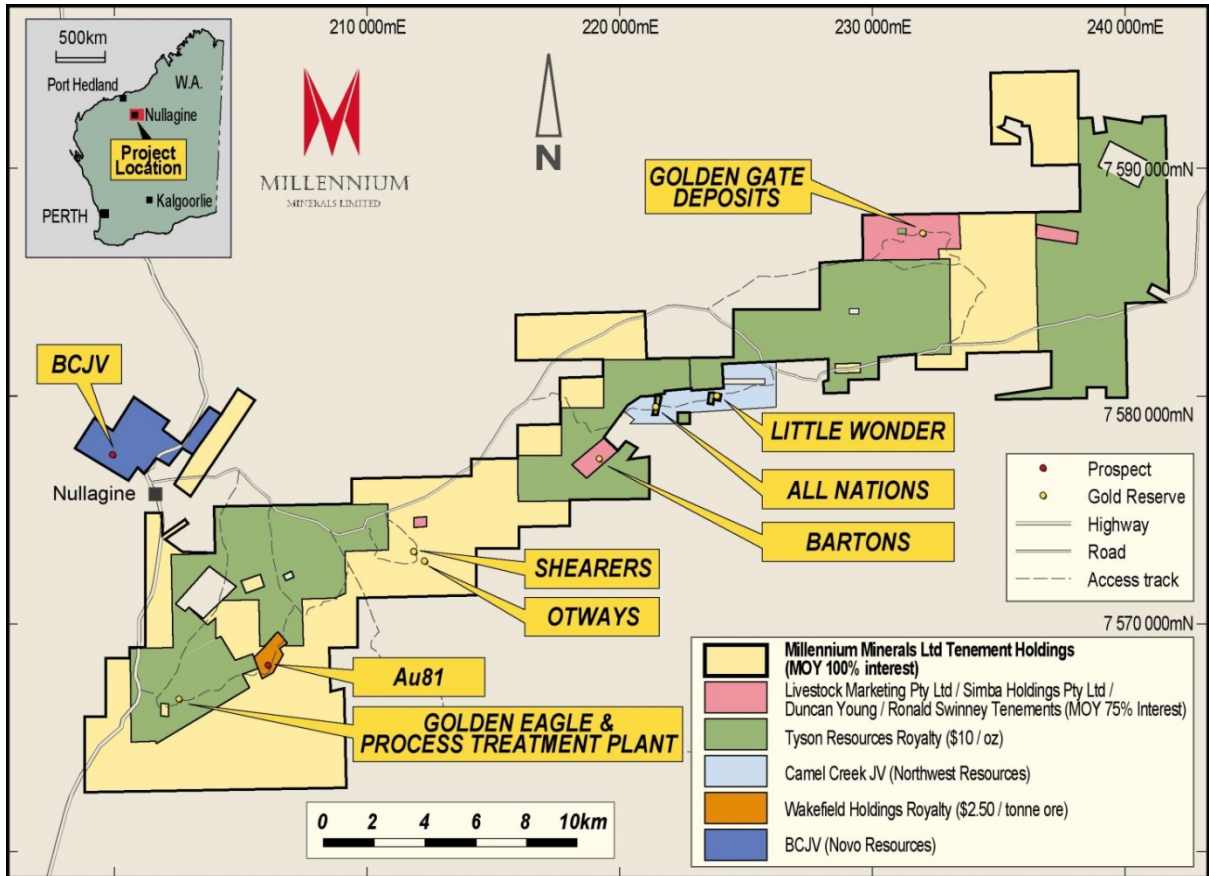 210 000mE
220 000mE
230 000mE
240 000mE
500km
Port Hedland
W.A.
Nullagine
Project
Location
Kalgoorlie
PERTH
MILLENNIUM
MINERALS LIMITED
N
GOLDEN GATE
DEPOSITS
7 590 000mN
BCJV
7 580 000mN
LITTLE WONDER
Nullagine
ALL NATIONS
BARTONS
SHEARERS
OTWAYS
Prospect
Gold Reserve
Highway
Road
Access track
7 570 000mN
Au81
GOLDEN EAGLE &
PROCESS TREATMENT PLANT
0 2 4 6 8 10km
Millennium Minerals Ltd Tenement Holdings
(MOY 100% interest)
Livestock Marketing Pty Ltd / Simba Holdings Pty Ltd /
Duncan Young / Ronald Swinney Tenements (MOY 75% Interest)
Tyson Resources Royalty ($10 / oz)
Camel Creek JV (Northwest Resources)
Wakefield Holdings Royalty ($2.50 / tonne ore)
BCJV (Novo Resources)